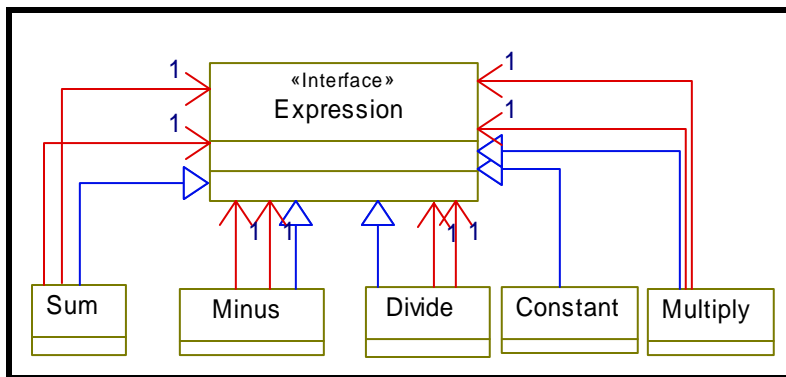 1
«Interface»
1
Expression
1
1
1
1
1
1
Sum
Minus
Divide
Constant
Multiply